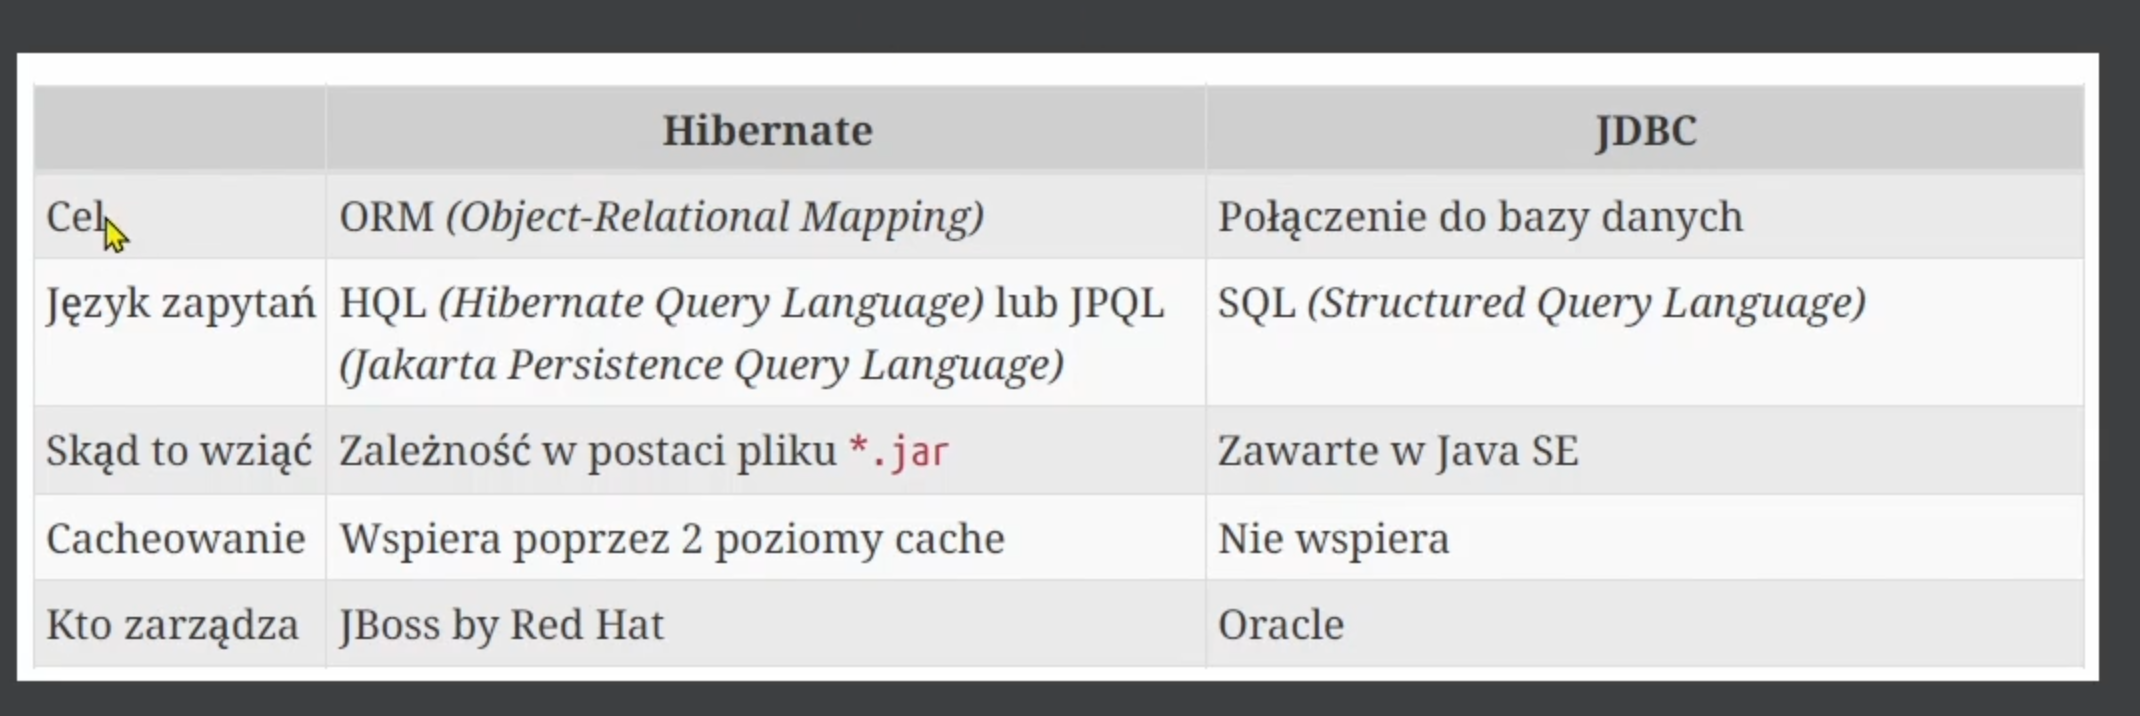 Hibernate JDBC
Cel ORM (Object-Relational Mapping) Połączenie do bazy danych
Język zapytań HQL (Hibernate Query Language) lub JPQL SQL (Structured Query Language)
(Jakarta Persistence Query Language)
Skąd to wziąć Zależność w postaci pliku *.jar Zawarte w Java SE
Cacheowanie Wspiera poprzez 2 poziomy cache Nie wspiera
Kto zarządza JBoss by Red Hat Oracle